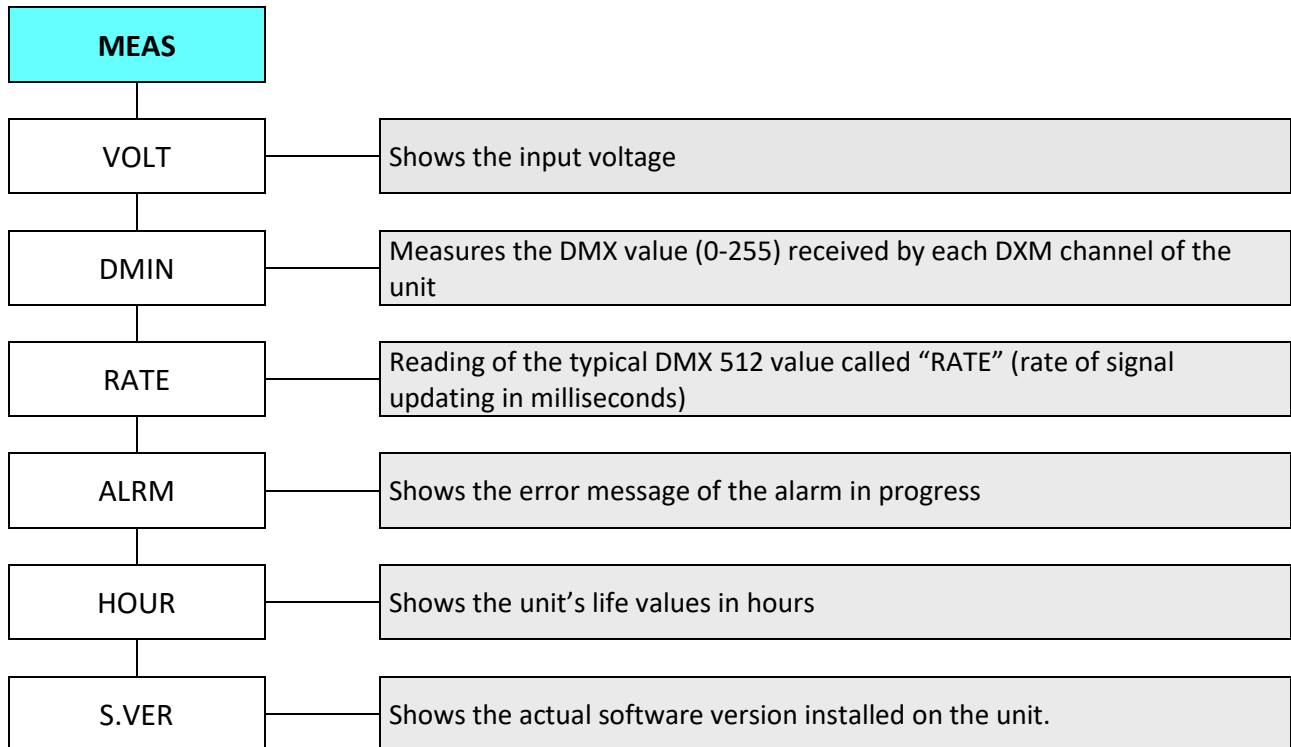 MEAS
VOLT
Shows the input voltage
DMIN
Measures the DMX value (0-255) received by each DXM channel of the
unit
RATE
Reading of the typical DMX 512 value called “RATE” (rate of signal
updating in milliseconds)
ALRM
Shows the error message of the alarm in progress
HOUR
Shows the unit’s life values in hours
S.VER
Shows the actual software version installed on the unit.